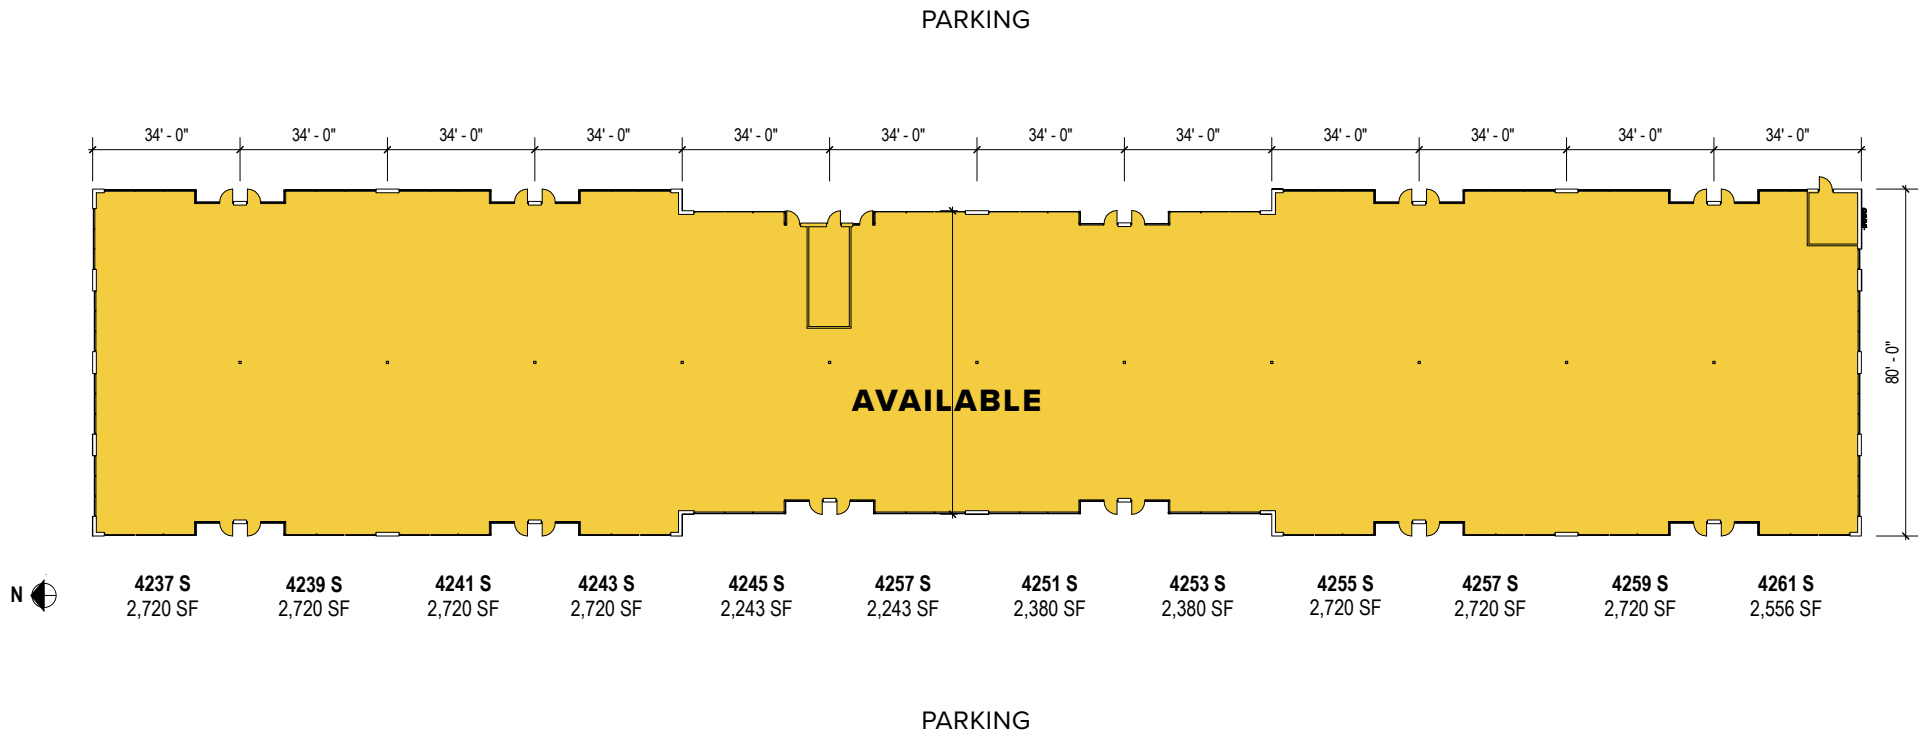 PARKING
34' - 0" 34' - 0" 34' - 0" 34' - 0" 34' - 0" 34' - 0" 34' - 0" 34' - 0" 34' - 0" 34' - 0" 34' - 0" 34' - 0"
80' - 0"
AVAILABLE
N
4237 S 4239 S 4241 S 4243 S 4245 S 4257 S 4251 S 4253 S 4255 S 4257 S 4259 S 4261 S
2,720 SF 2,720 SF 2,720 SF 2,720 SF 2,243 SF 2,243 SF 2,380 SF 2,380 SF 2,720 SF 2,720 SF 2,720 SF 2,556 SF
PARKING